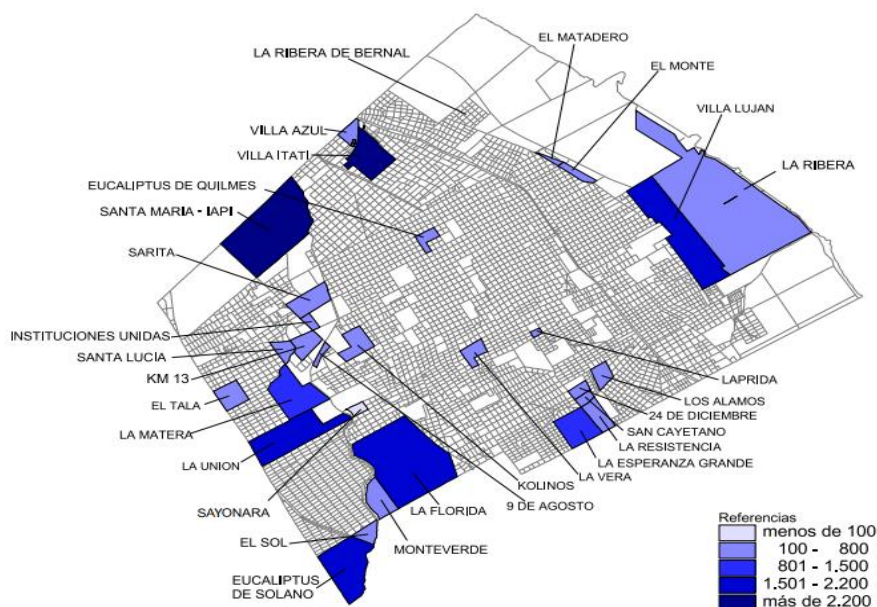 EL MATADERO
LA RIBERA DE BERNAL
EL MONTE
VILLA LUJAN
VILLA AZUL
VILLA ITATI
LA RIBERA
EUCALIPTUS DE QUILMES
SANTA MARIA - IAPI
SARITA
INSTITUCIONES UNIDAS
SANTA LUCIA
KM 13
LAPRIDA
EL TALA
LOS ALAMOS
24 DE DICIEMBRE
LA MATERA
SAN CAYETANO
LA RESISTENCIA
LA UNION
LA ESPERANZA GRANDE
LA VERA
KOLINOS
SAYONARA
9 DE AGOSTO
LA FLORIDA
EL SOL
MONTEVERDE
EUCALIPTUS
DE SOLANO
Referencias
menos de 100
100 - 800
801 - 1.500
1.501 - 2.200
más de 2.200